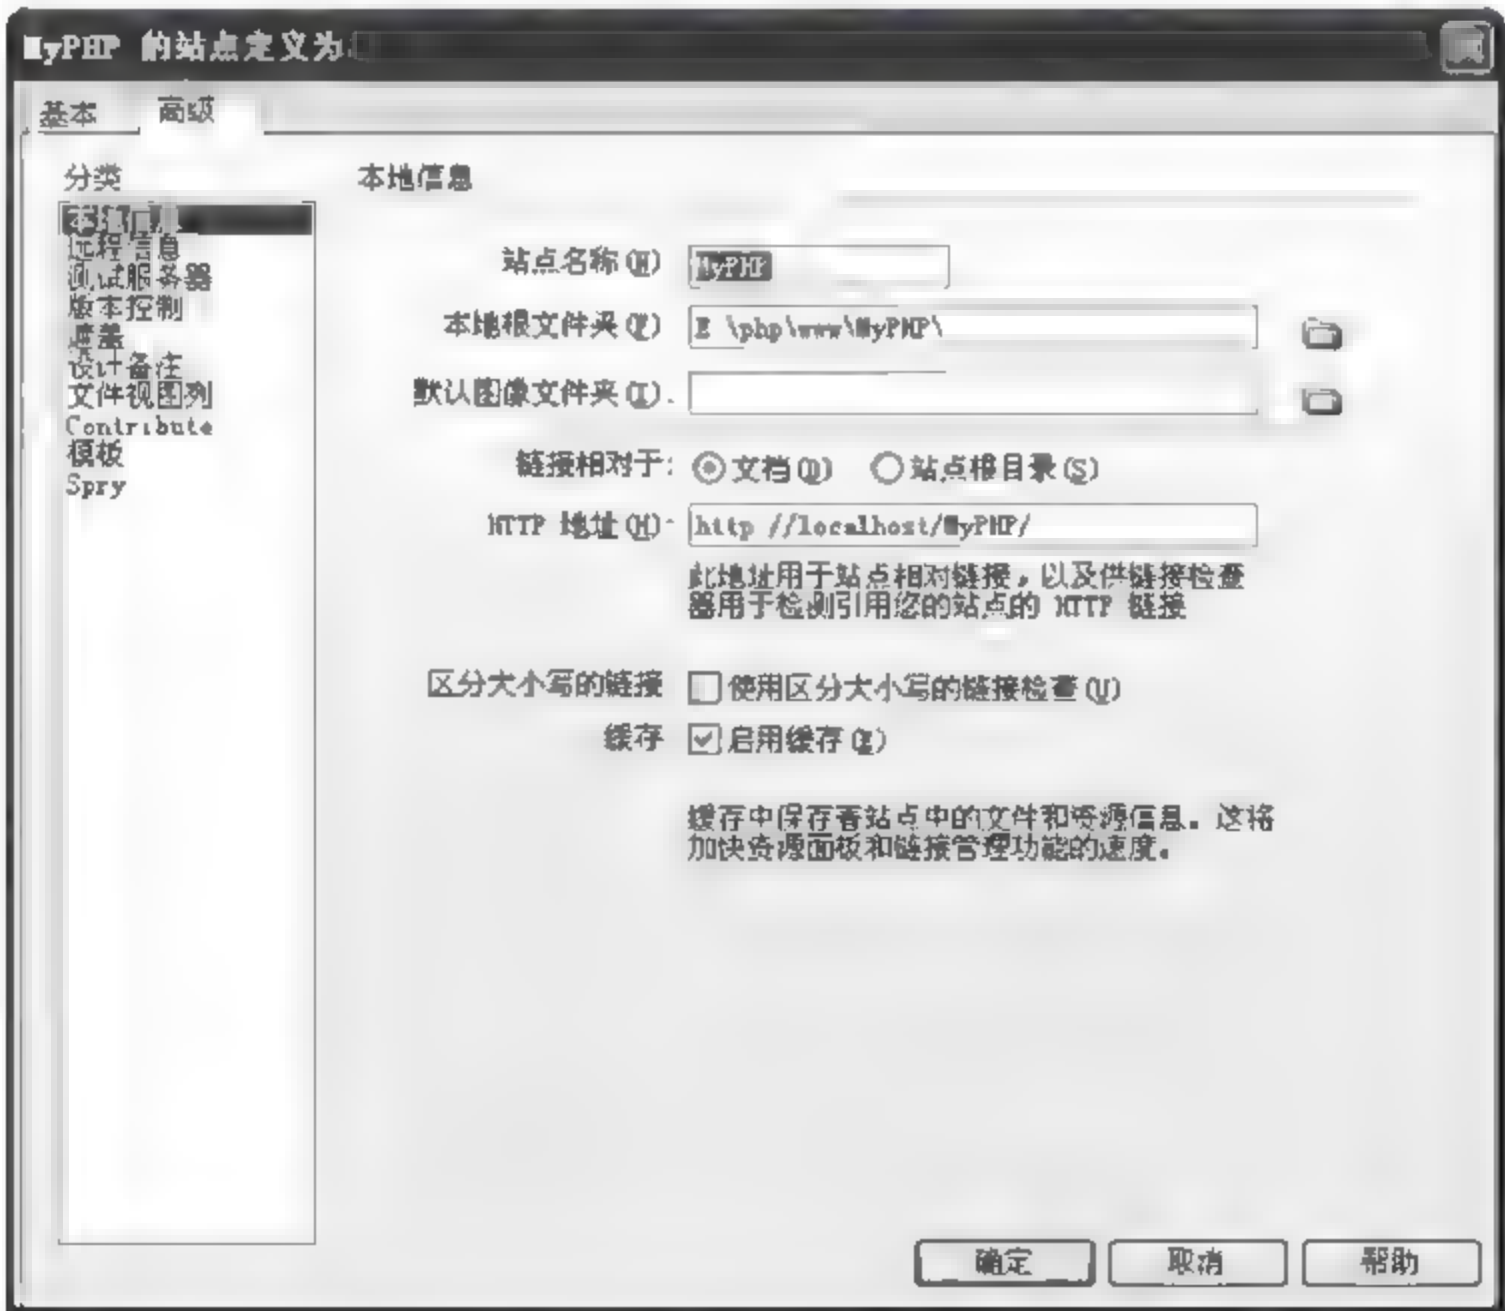 MyPHP 的站点定义为
基本 高级
分类
本地信息
远程信息
测试服务器
版本控制
遮盖
设计备注
文件视图列
Contribute
模板
Spry
本地信息
站点名称(N) MyPHP
本地根文件夹(F) E \php\www\MyPHP\
默认图像文件夹(I).
链接相对于: 文档(D) 站点根目录(S)
HTTP 地址(H) http //localhost/MyPHP/
此地址用于站点相对链接，以及供链接检查
器用于检测引用您的站点的 HTTP 链接
区分大小写的链接 使用区分大小写的链接检查(U)
缓存 启用缓存(E)
缓存中保存着站点中的文件和资源信息。这将
加快资源面板和链接管理功能的速度。
确定 取消 帮助